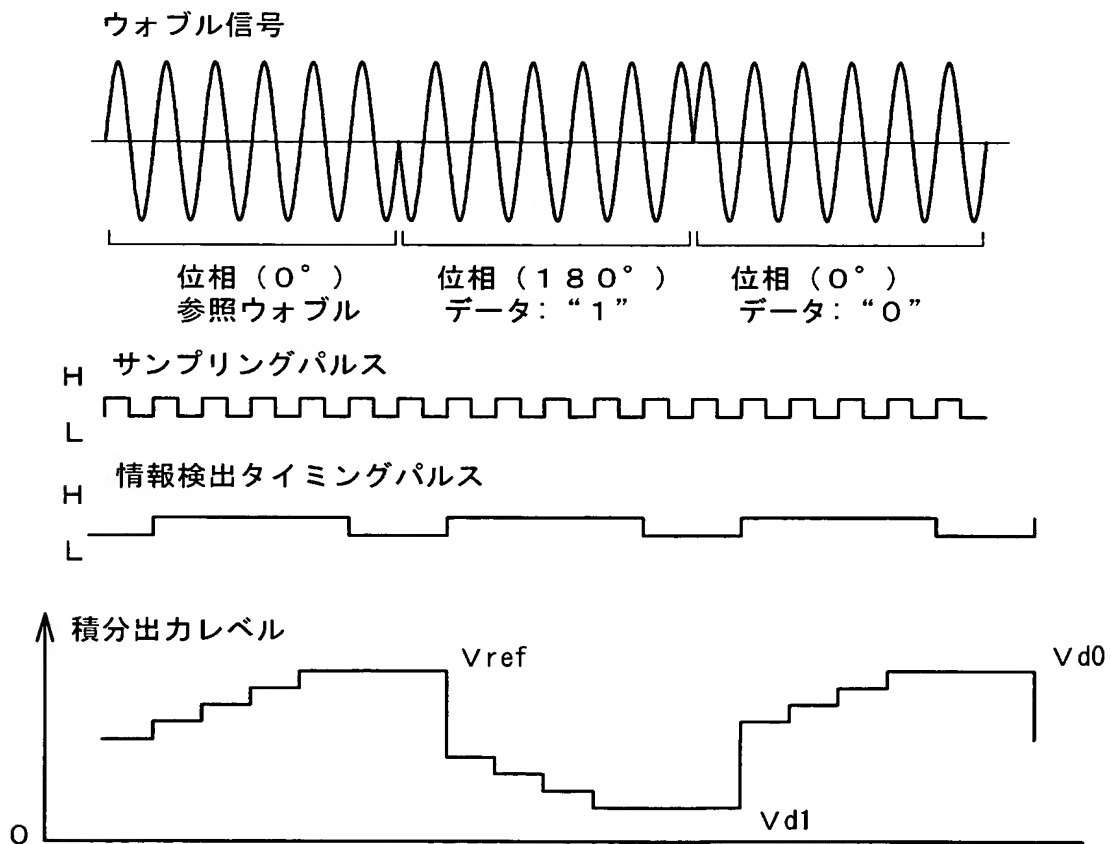 ウォブル信号
位相（０°） 位相（１８０°） 位相（０°）
参照ウォブル データ：“１” データ：“０”
サンプリングパルス
H
L
情報検出タイミングパルス
H
L
積分出力レベル
Vref
Vd0
Vd1
0